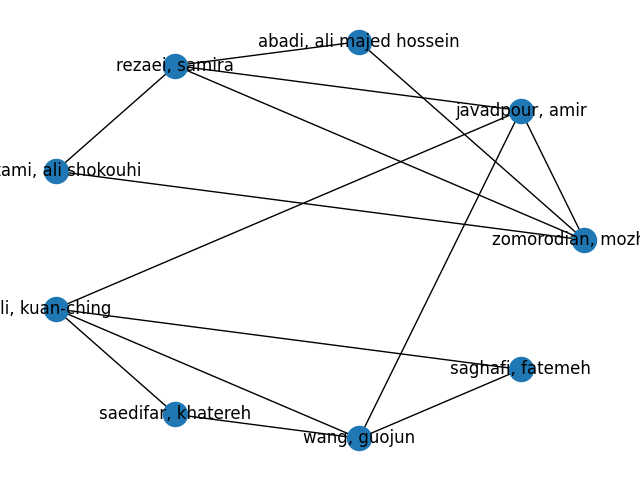 abadi, ali majed hossein
rezaei, samira
javadpour, amir
tami, ali shokouhi
zomorodian, mozh
li, kuan-ching
saghafi, fatemeh
saedifar, khatereh
wang, guojun